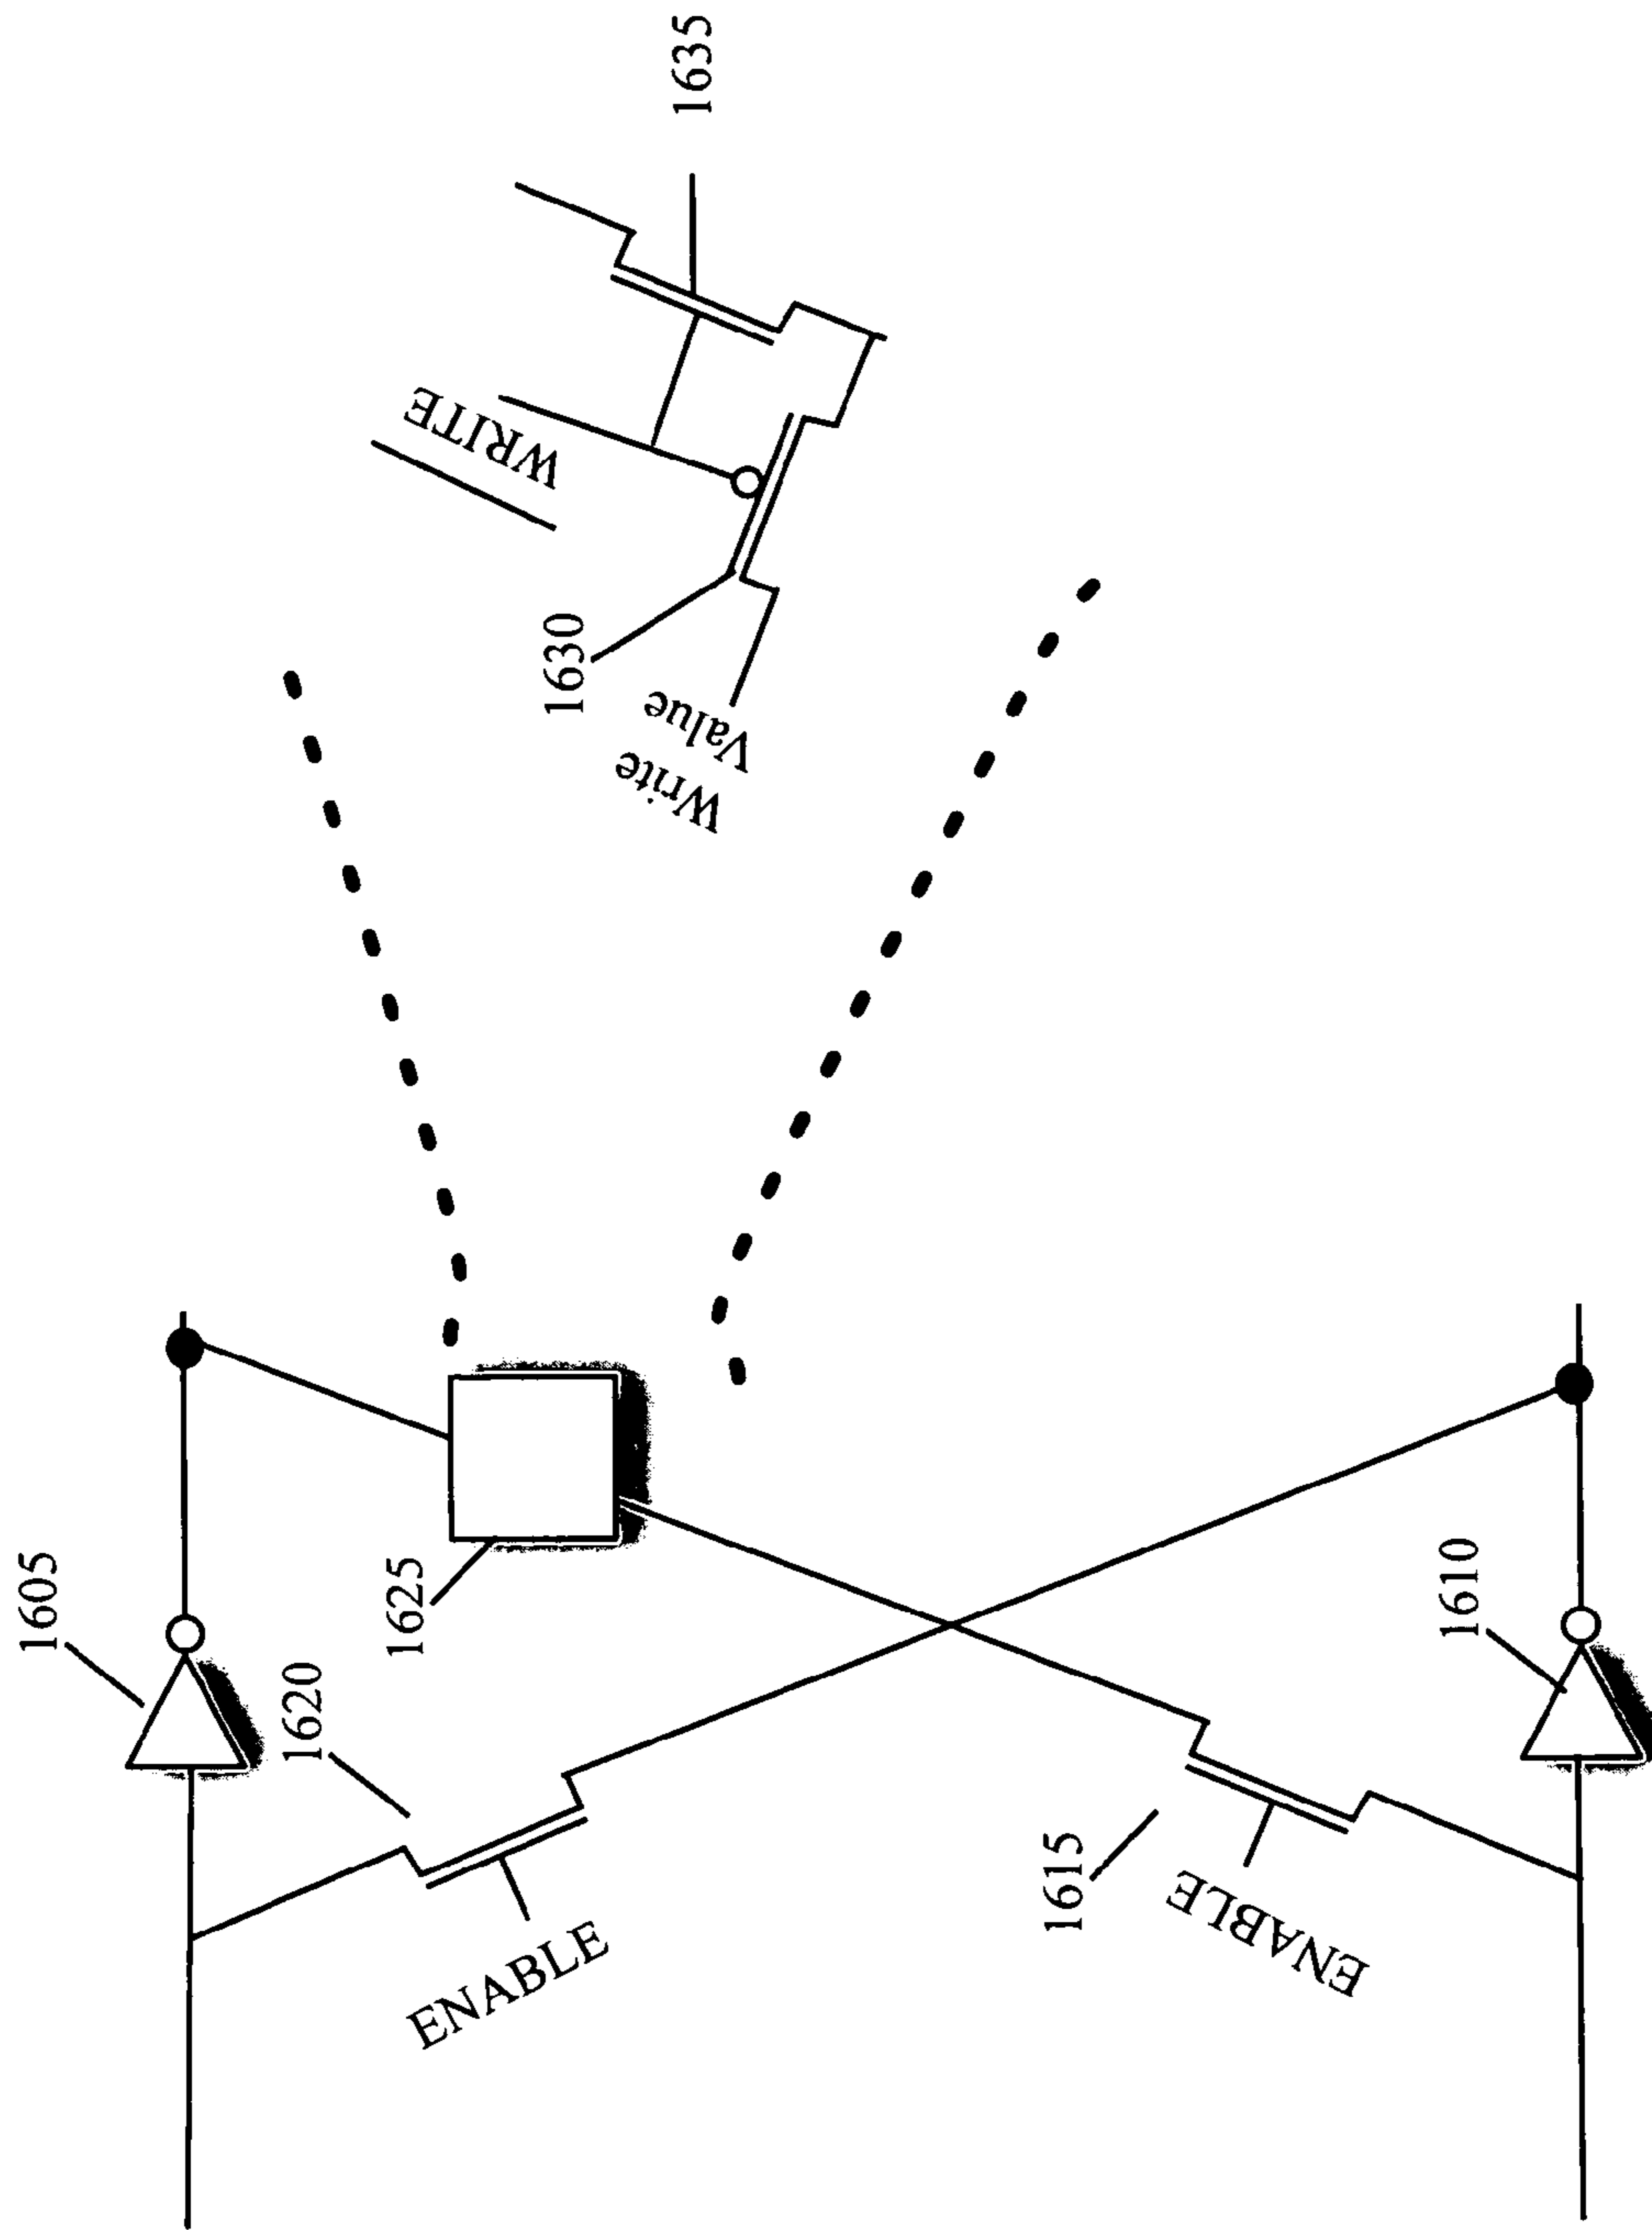 1635
WRITE
1630
Write
Value
1605
1625
1620
1610
1615
ENABLE
ENABLE